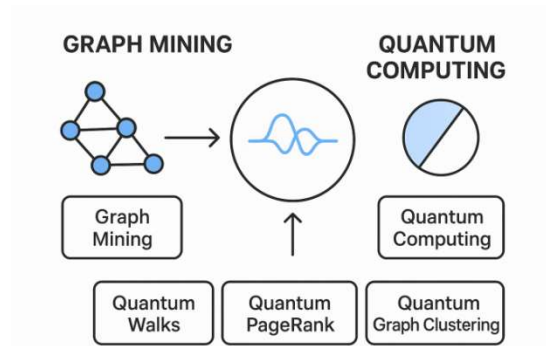 GRAPH MINING
QUANTUM
COMPUTING
Graph
Mining
Quantum
Computing
Quantum
Walks
Quantum
PageRank
Quantum
Graph Clustering